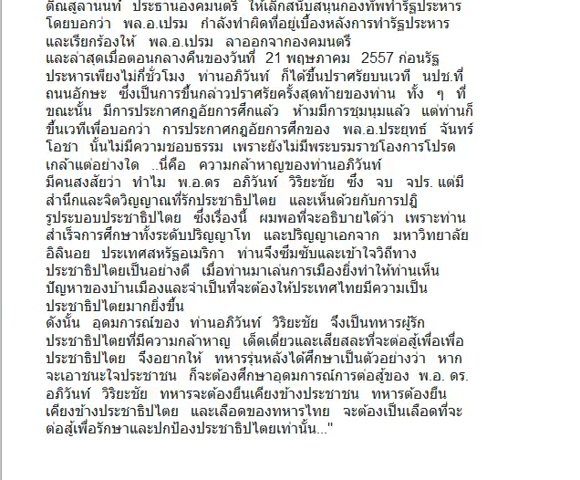 ติณสูลานนท์ ประธานองคมนตรี ให้เลิกสนับสนุนกองทัพทำรัฐประหาร
โดยบอกว่า พล.อ.เปรม กำลังทำผิดที่อยู่เบื้องหลังการทำรัฐประหาร
และเรียกร้องให้ พล.อ.เปรม ลาออกจากองคมนตรี
และล่าสุดเมื่อตอนกลางคืนของวันที่ 21 พฤษภาคม 2557 ก่อนรัฐ
ประหารเพียงไม่กี่ชั่วโมง ท่านอภิวันท์ ก็ได้ขึ้นปราศรัยบนเวที นปช.ที่
ถนนอักษะ ซึ่งเป็นการขึ้นกล่าวปราศรัยครั้งสุดท้ายของท่าน ทั้ง ๆ ที่
ขณะนั้น มีการประกาศกฎอัยการศึกแล้ว ห้ามมีการชุมนุมแล้ว แต่ท่านก็
ขึ้นเวทีเพื่อบอกว่า การประกาศกฎอัยการศึกของ พล.อ.ประยุทธ์ จันทร์
โอชา นั้นไม่มีความชอบธรรม เพราะยังไม่มีพระบรมราชโองการโปรด
เกล้าแต่อย่างใด ..นี่คือ ความกล้าหาญของท่านอภิวันท์
มีคนสงสัยว่า ทำไม พ.อ.ดร อภิวันท์ วิริยะชัย ซึ่ง จบ จปร. แต่มี
สำนึกและจิตวิญญาณที่รักประชาธิปไตย และเห็นด้วยกับการปฎิ
รูประบอบประชาธิปไตย ซึ่งเรื่องนี้ ผมพอที่จะอธิบายได้ว่า เพราะท่าน
สำเร็จการศึกษาทั้งระดับปริญญาโท และปริญญาเอกจาก มหาวิทยาลัย
อิลินอย ประเทศสหรัฐอเมริกา ท่านจึงซึมซับและเข้าใจวิถีทาง
ประชาธิปไตยเป็นอย่างดี เมื่อท่านมาเล่นการเมืองยิ่งทำให้ท่านเห็น
ปัญหาของบ้านเมืองและจำเป็นที่จะต้องให้ประเทศไทยมีความเป็น
ประชาธิปไตยมากยิ่งขึ้น
ดังนั้น อุดมการณ์ของ ท่านอภิวันท์ วิริยะชัย จึงเป็นทหารผู้รัก
ประชาธิปไตยที่มีความกล้าหาญ เด็ดเดี่ยวและเสียสละที่จะต่อสู้เพื่อเพื่อ
ประชาธิปไตย จึงอยากให้ ทหารรุ่นหลังได้ศึกษาเป็นตัวอย่างว่า หาก
จะเอาชนะใจประชาชน ก็จะต้องศึกษาอุดมการณ์การต่อสู้ของ พ.อ. ดร.
อภิวันท์ วิริยะชัย ทหารจะต้องยืนเคียงข้างประชาชน ทหารต้องยืน
เคียงข้างประชาธิปไตย และเลือดของทหารไทย จะต้องเป็นเลือดที่จะ
ต่อสู้เพื่อรักษาและปกป้องประชาธิปไตยเท่านั้น..."